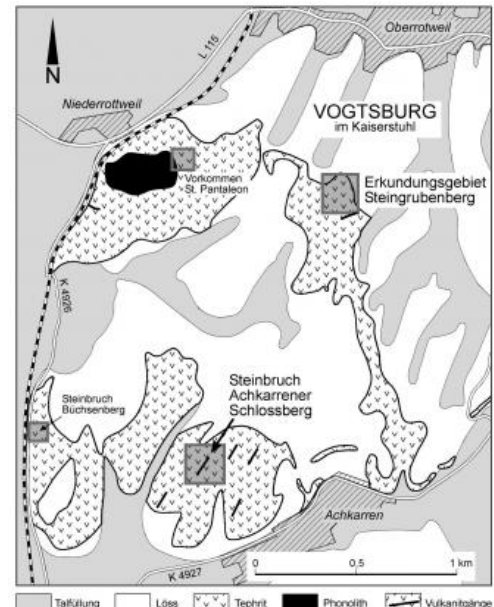 Oberrotweil
L 115
N
Niederrottweil
VOGTSBURG
im Kaiserstuhl
Vorkommen
St. Pantaleon
Erkundungsgebiet
Steingrubenberg
K 4926
Steinbruch
Achkarrener
Schlossberg
Steinbruch
Büchsenberg
Achkarren
0 0,5 1 km
K 4927
Talfüllung Löss Tephrit Phonolith Vulkanitgänge